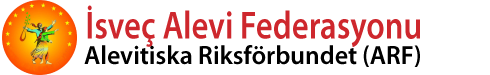 İsveç Alevi Federasyonu
Alevitiska Riksförbundet (ARF)